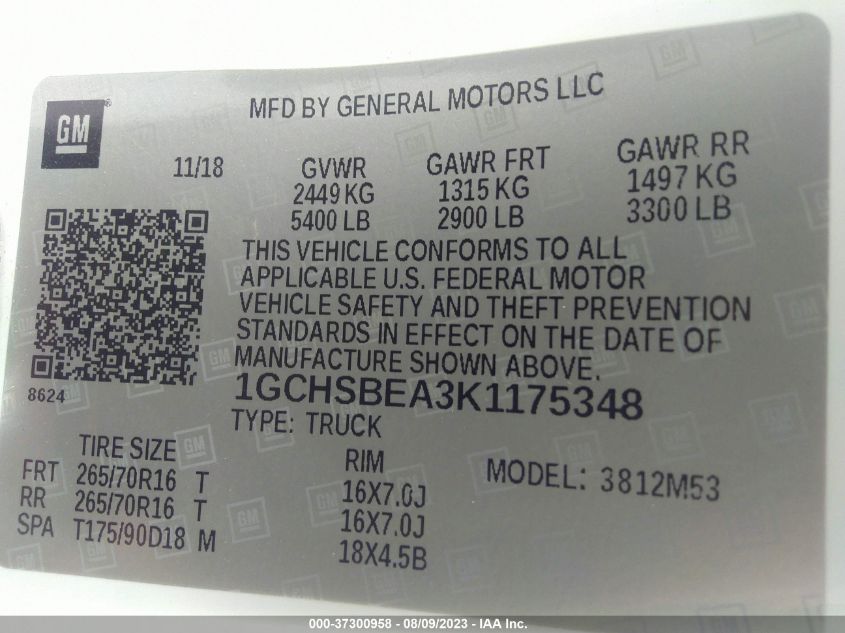 MFD BY GENERAL MOTORS LLC
GM
®
11/18
GVWR
2449 KG
5400 LB
GAWR FRT
1315 KG
2900 LB
GAWR RR
1497 KG
3300 LB
THIS VEHICLE CONFORMS TO ALL
APPLICABLE U.S. FEDERAL MOTOR
VEHICLE SAFETY AND THEFT PREVENTION
STANDARDS IN EFFECT ON THE DATE OF
MANUFACTURE SHOWN ABOVE.
8624
1GCHSBEA3K1175348
TYPE: TRUCK
TIRE SIZE
FRT 265/70R16 T
RR 265/70R16 T
SPA T175/90D18 M
RIM
16X7.0J
16X7.0J
18X4.5B
MODEL: 3812M53
000-37300958 - 08/09/2023 - IAA Inc.